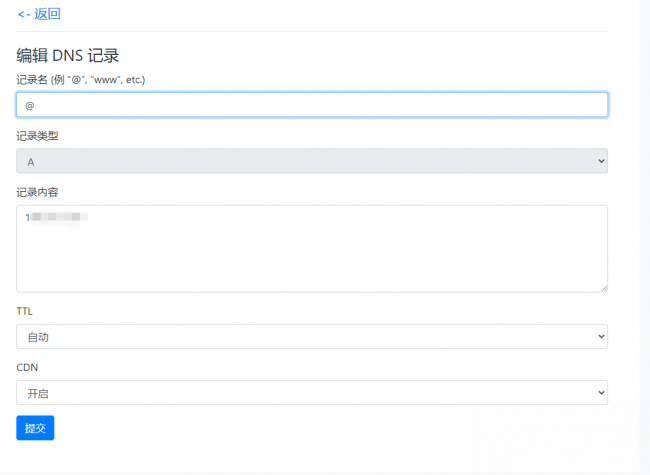 <- 返回
编辑 DNS 记录
记录名 (例 “@”, “www”, etc.)
@
记录类型
A
记录内容
1
TTL
自动
CDN
开启
提交